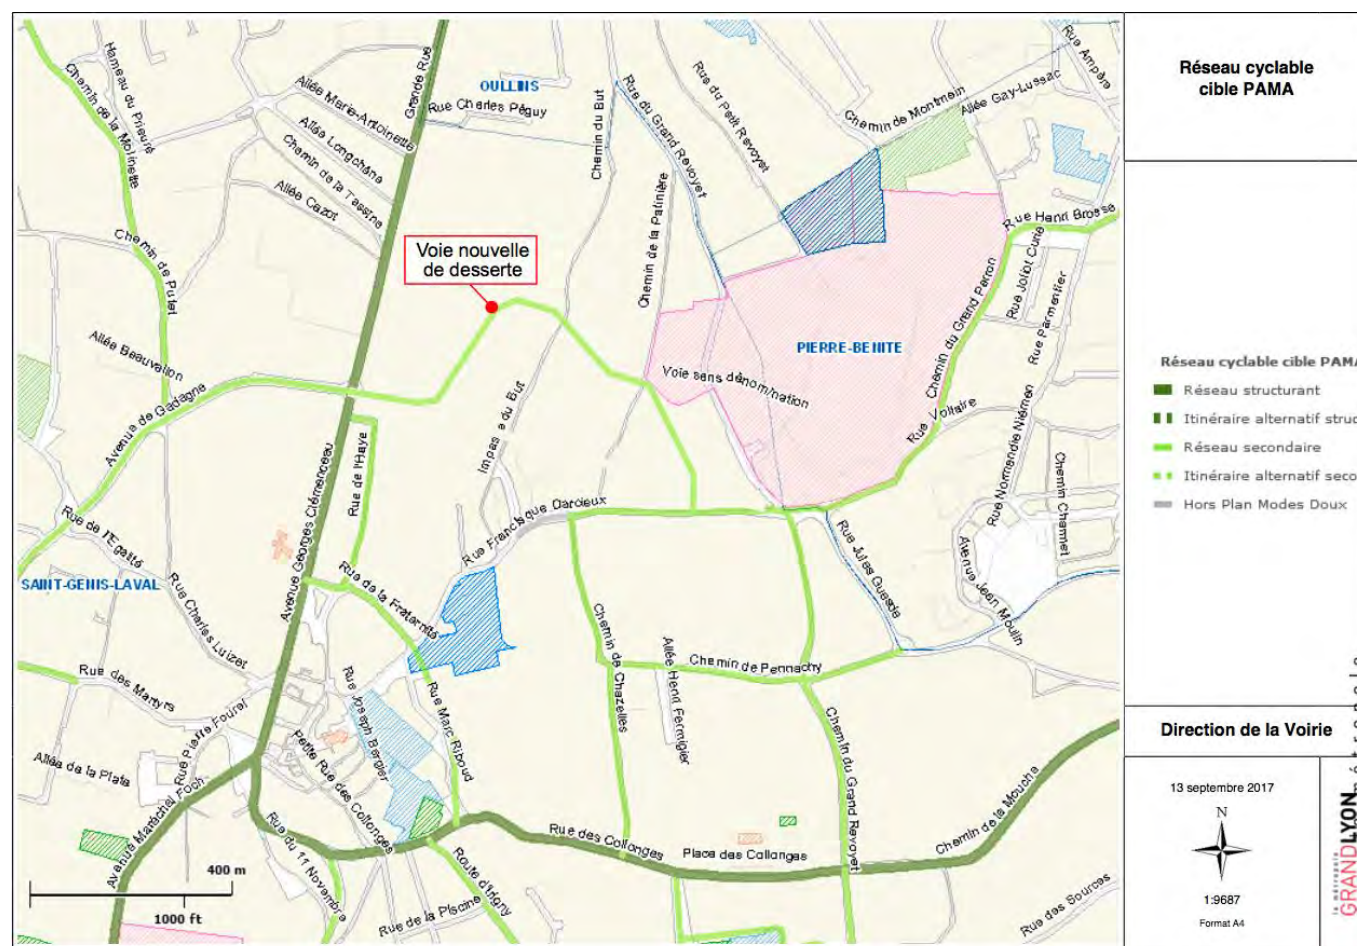 Réseau cyclable
cible PAMA
Réseau cyclable cible PAMA
Réseau structurant
Itinéraire alternatif struc
Réseau secondaire
Itinéraire alternatif seco
Hors Plan Modes Doux
Direction de la Voirie
13 septembre 2017
N
1:9687
Format A4
la métropole
GRANDLYON
métropole
OULLINS
Hameau du Prieuré
Chemin de la Molinette
Allée Marie-Antoinette
Allée Longchêne
Chemin de la Tassine
Allée Cazot
Grande Rue
Rue Charles Péguy
Chemin du But
Rue du Grand Revoyet
Rue du Petit Revoyet
Chemin de Montmein
Allée Gay-Lussac
Rue Ampère
Chemin de la Patinière
Rue Henri Brosse
Chemin de Putet
Voie nouvelle
de desserte
Allée Beauvallon
Avenue de Gadagne
PIERRE-BENITE
Voie sens dénomination
Chemin du Grand Perron
Rue Joliot Curie
Rue Parmentier
Rue Voltaire
Rue Normandie Niémen
Chemin Charmet
Impasse du But
Rue de l'Haye
Rue Francisque Darcieux
Avenue Georges Clémenceau
Rue de l'Egalité
SAINT-GENIS-LAVAL
Rue Charles Luizet
Rue de la Fraternité
Rue Jules Guesde
Avenue Jean Moulin
Chemin de Chazelles
Allée Henri Fermigier
Chemin de Pennachy
Rue des Martyrs
Rue Pierre Fourel
Allée de la Plata
Rue Joseph Bergier
Rue Marc Riboud
Petite Rue des Collonges
Avenue Maréchal Foch
Rue du 11 Novembre
Rue des Collonges
Place des Collonges
Chemin du Grand Revoyet
Chemin de la Mouche
Route d'Irigny
Rue de la Piscine
Rue des Sources
400 m
1000 ft